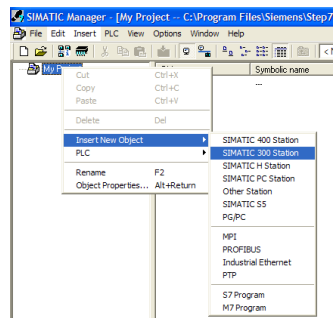 SIMATIC Manager - [My Project -- C:\Program Files\Siemens\Step7
File Edit Insert PLC View Options Window Help
Symbolic name
---
Cut Ctrl+X
Copy Ctrl+C
Paste Ctrl+V
Delete Del
Insert New Object
PLC
Rename F2
Object Properties... Alt+Return
SIMATIC 400 Station
SIMATIC 300 Station
SIMATIC H Station
SIMATIC PC Station
Other Station
SIMATIC S5
PG/PC
MPI
PROFIBUS
Industrial Ethernet
PTP
S7 Program
M7 Program